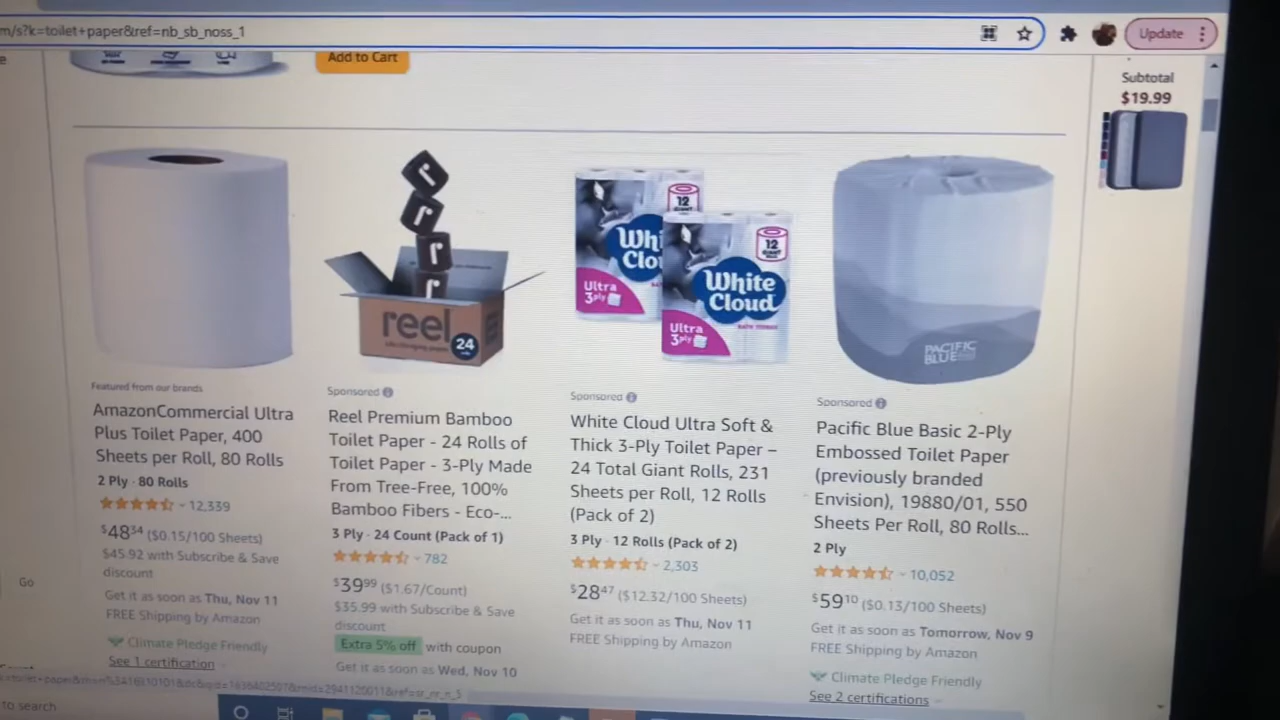 m/s?k=toilet+paper&ref=nb_sb_noss_1
Update
Add to Cart
Subtotal
$19.99
reel
24
12
White
Cloud
Ultra
3ply
12
White
Cloud
Ultra
3ply
PACIFIC
BLUE
Featured from our brands
AmazonCommercial Ultra
Plus Toilet Paper, 400
Sheets per Roll, 80 Rolls
2 Ply · 80 Rolls
12,339
$48.34 ($0.15/100 Sheets)
$45.92 with Subscribe & Save
discount
Get it as soon as Thu, Nov 11
FREE Shipping by Amazon
Climate Pledge Friendly
See 1 certification
Sponsored
Reel Premium Bamboo
Toilet Paper - 24 Rolls of
Toilet Paper - 3-Ply Made
From Tree-Free, 100%
Bamboo Fibers - Eco-...
3 Ply · 24 Count (Pack of 1)
782
$39.99 ($1.67/Count)
$35.99 with Subscribe & Save
discount
Extra 5% off with coupon
Get it as soon as Wed, Nov 10
Sponsored
White Cloud Ultra Soft &
Thick 3-Ply Toilet Paper –
24 Total Giant Rolls, 231
Sheets per Roll, 12 Rolls
(Pack of 2)
3 Ply · 12 Rolls (Pack of 2)
2,303
$28.47 ($12.32/100 Sheets)
Get it as soon as Thu, Nov 11
FREE Shipping by Amazon
Sponsored
Pacific Blue Basic 2-Ply
Embossed Toilet Paper
(previously branded
Envision), 19880/01, 550
Sheets Per Roll, 80 Rolls...
2 Ply
10,052
$59.10 ($0.13/100 Sheets)
Get it as soon as Tomorrow, Nov 9
FREE Shipping by Amazon
Climate Pledge Friendly
See 2 certifications
Go
to search